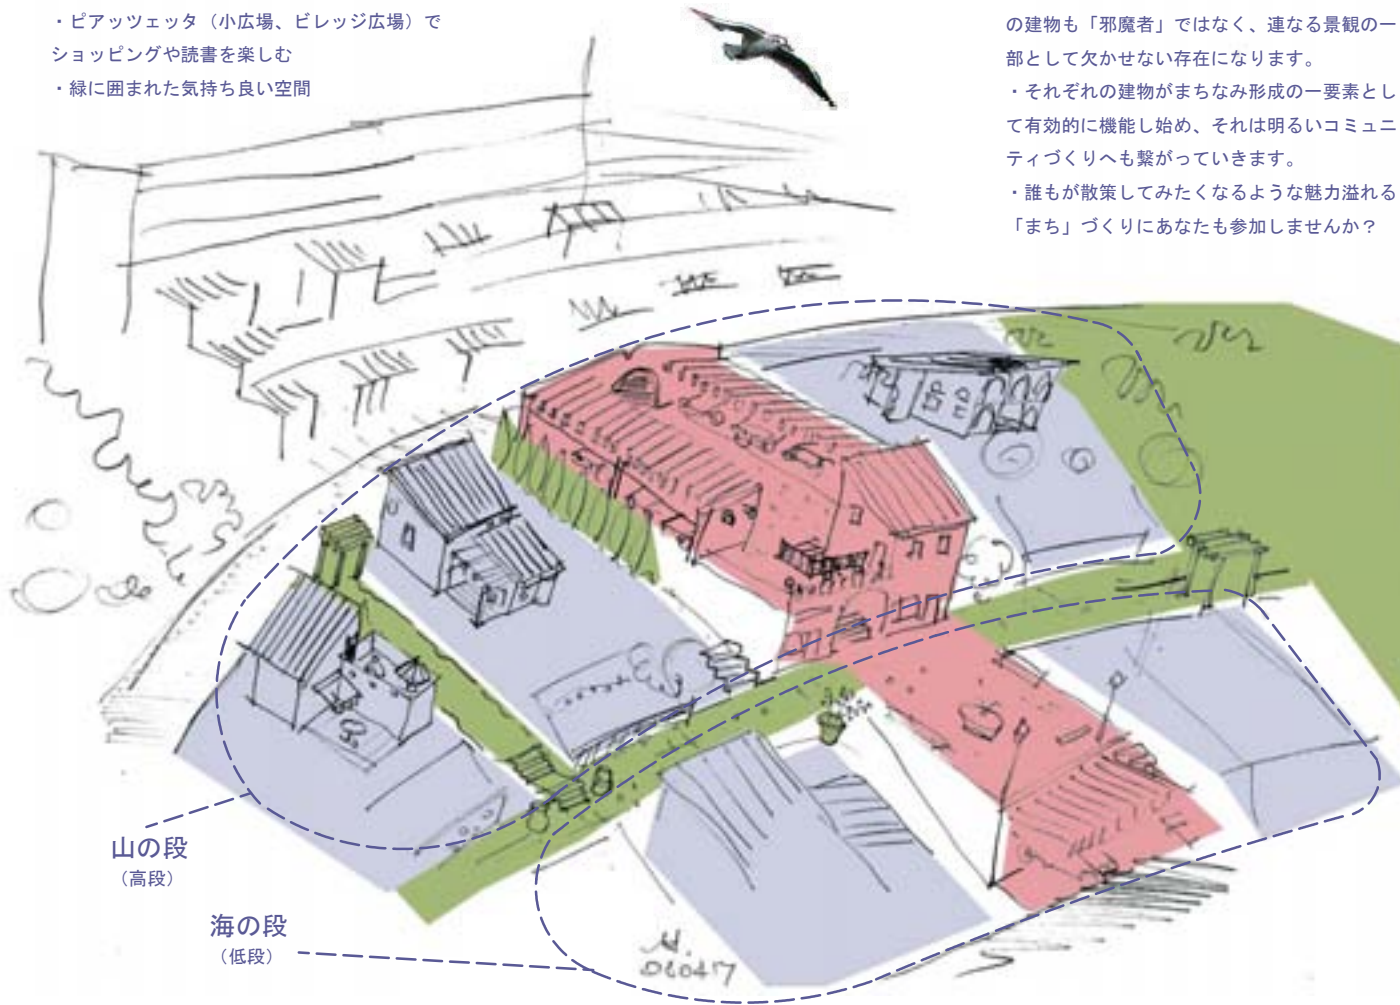 ・ピアッツェッタ（小広場、ビレッジ広場）で
ショッピングや読書を楽しむ
・緑に囲まれた気持ち良い空間
の建物も「邪魔者」ではなく、連なる景観の一
部として欠かせない存在になります。
・それぞれの建物がまちなみ形成の一要素とし
て有効的に機能し始め、それは明るいコミュニ
ティづくりへも繋がっていきます。
・誰もが散策してみたくなるような魅力溢れる
「まち」づくりにあなたも参加しませんか？
山の段
（高段）
海の段
（低段）